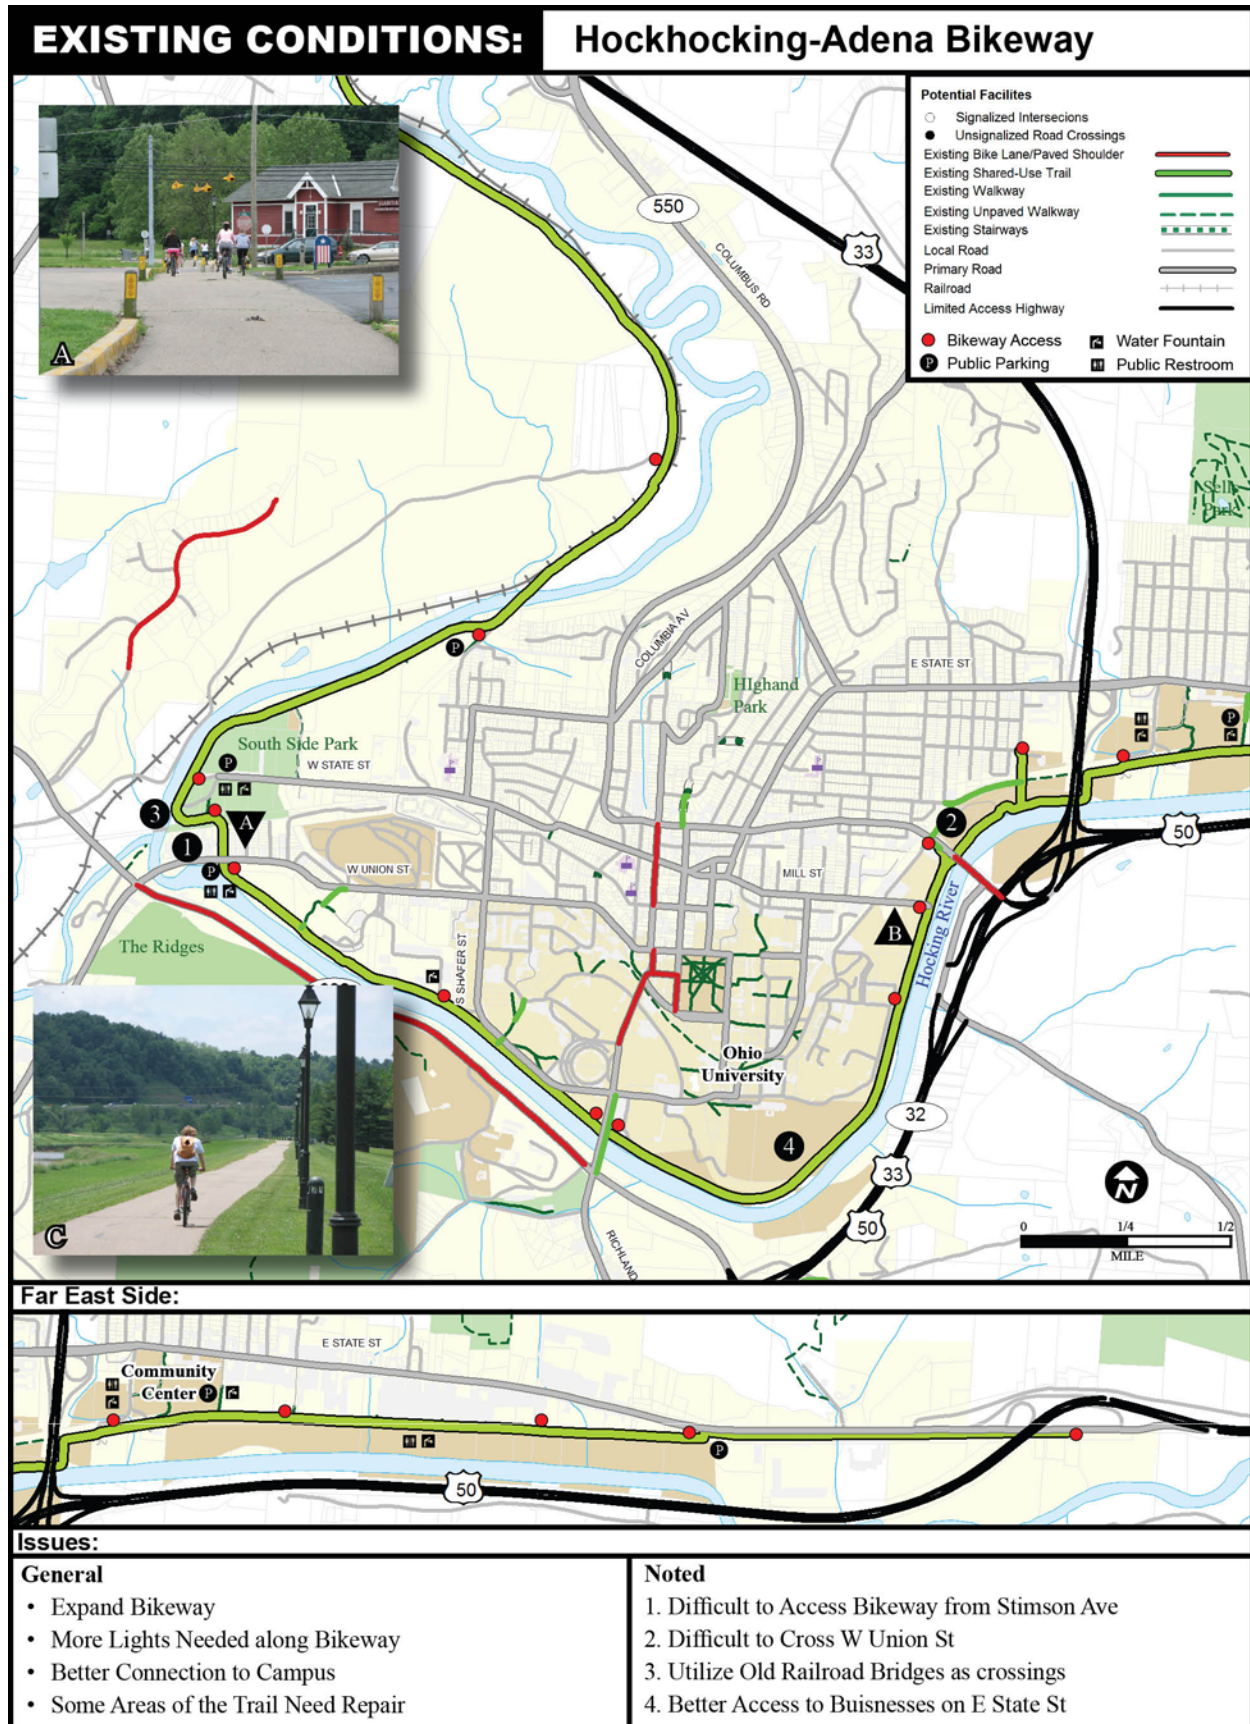 EXISTING CONDITIONS:
Hockhocking-Adena Bikeway
Potential Facilites
Signalized Intersecions
Unsignalized Road Crossings
Existing Bike Lane/Paved Shoulder
Existing Shared-Use Trail
Existing Walkway
Existing Unpaved Walkway
Existing Stairways
Local Road
Primary Road
Railroad
Limited Access Highway
Bikeway Access
Water Fountain
P Public Parking
Public Restroom
A
550
COLUMBUS RD
33
Sells
Park
P
COLUMBIA AV
E STATE ST
HIghand
Park
South Side Park
P
W STATE ST
P
3
A
2
50
1
W UNION ST
MILL ST
P
B
Hocking River
The Ridges
S SHAFER ST
Ohio
University
32
4
33
N
50
C
RICHLAND
0 1/4 1/2
MILE
Far East Side:
E STATE ST
Community
Center P
P
50
Issues:
General
• Expand Bikeway
• More Lights Needed along Bikeway
• Better Connection to Campus
• Some Areas of the Trail Need Repair
Noted
1. Difficult to Access Bikeway from Stimson Ave
2. Difficult to Cross W Union St
3. Utilize Old Railroad Bridges as crossings
4. Better Access to Buisnesses on E State St